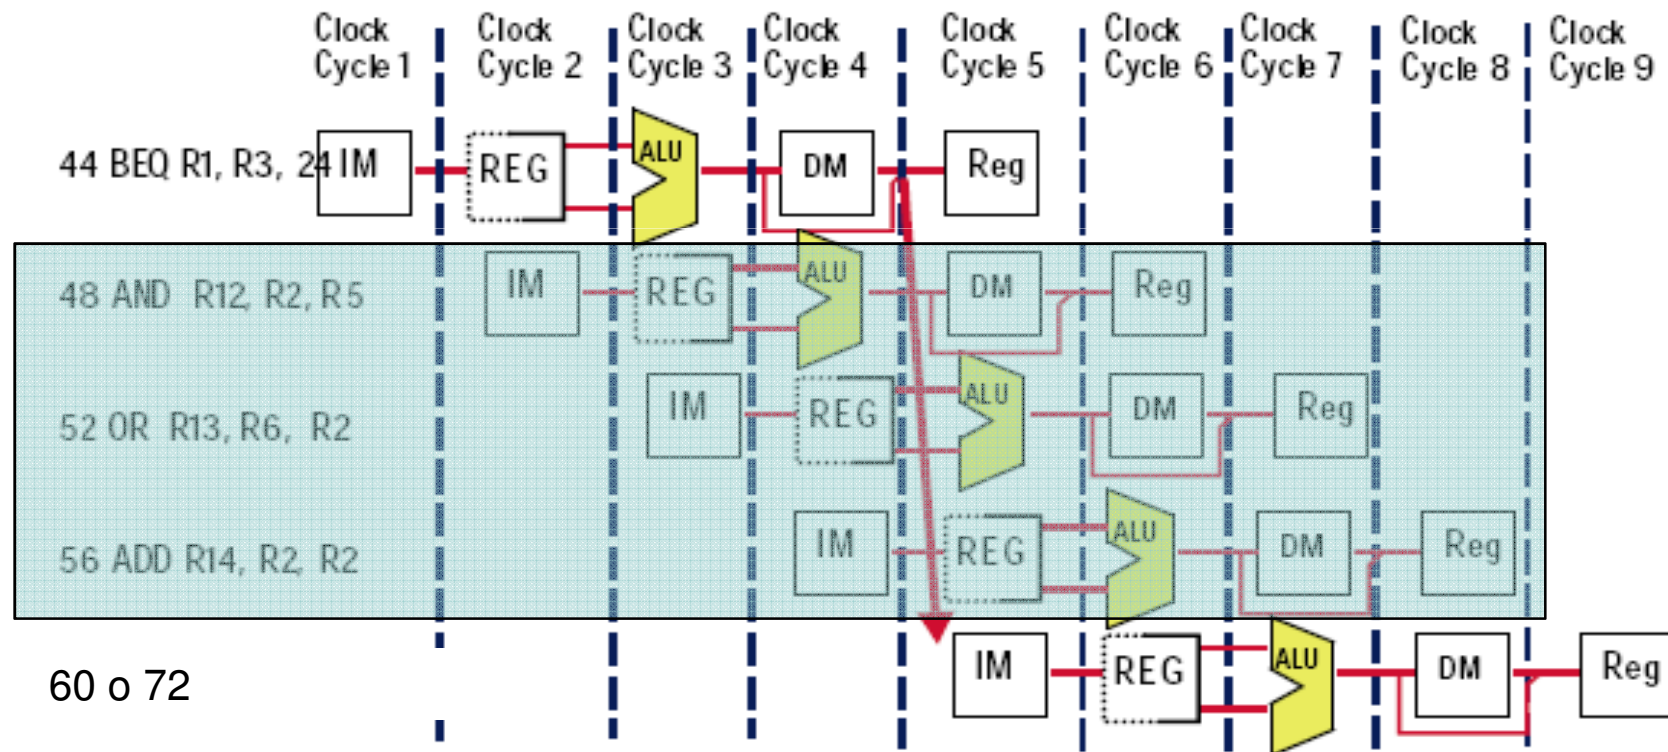 Clock Cycle 1
Clock Cycle 2
Clock Cycle 3
Clock Cycle 4
Clock Cycle 5
Clock Cycle 6
Clock Cycle 7
Clock Cycle 8
Clock Cycle 9
44 BEQ R1, R3, 24 IM REG ALU DM Reg
48 AND R12, R2, R5 IM REG ALU DM Reg
52 OR R13, R6, R2 IM REG ALU DM Reg
56 ADD R14, R2, R2 IM REG ALU DM Reg
60 o 72 IM REG ALU DM Reg